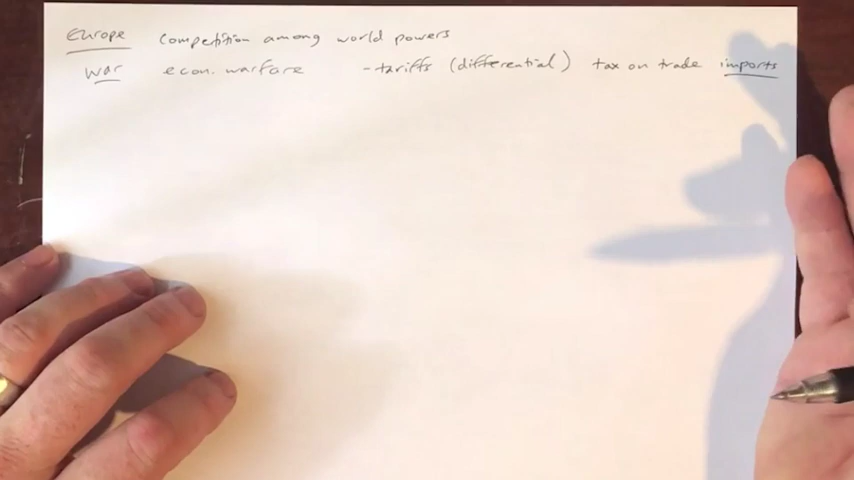 Europe competition among world powers
war econ. warfare - tariffs (differential) tax on trade imports